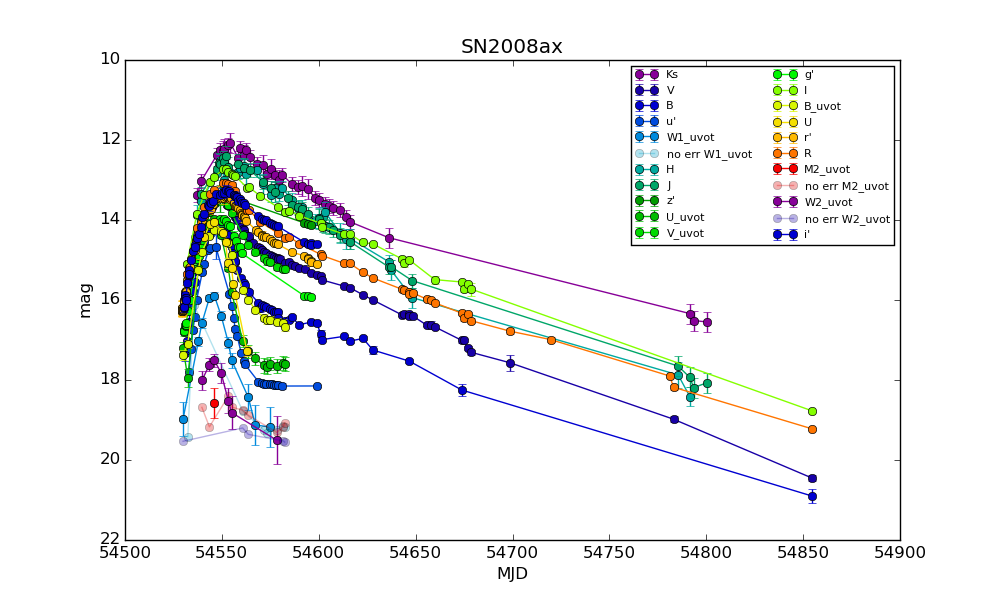 SN2008ax
10
12
14
16
18
20
22
mag
54500
54550
54600
54650
54700
54750
54800
54850
54900
MJD
Ks
V
B
u'
W1_uvot
no err W1_uvot
H
J
z'
U_uvot
V_uvot
g'
I
B_uvot
U
r'
R
M2_uvot
no err M2_uvot
W2_uvot
no err W2_uvot
i'